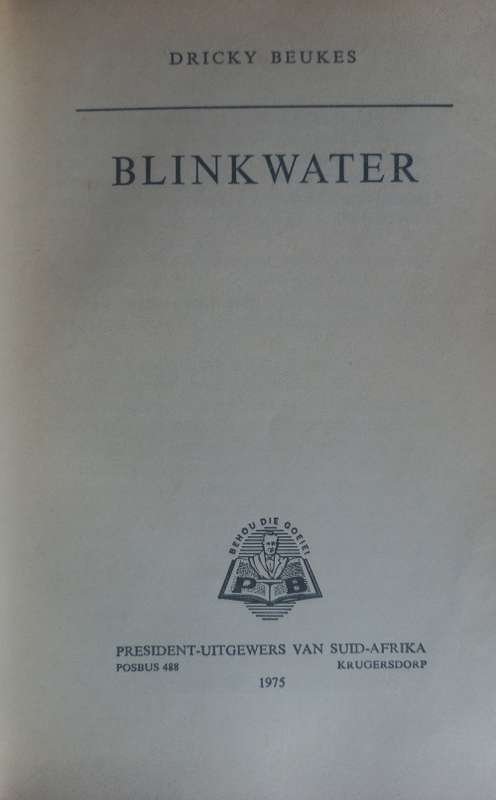 DRICKY BEUKES
BLINKWATER
BEHOU DIE GOEIE!
P B
PRESIDENT-UITGEWERS VAN SUID-AFRIKA
POSBUS 488 KRUGERSDORP
1975